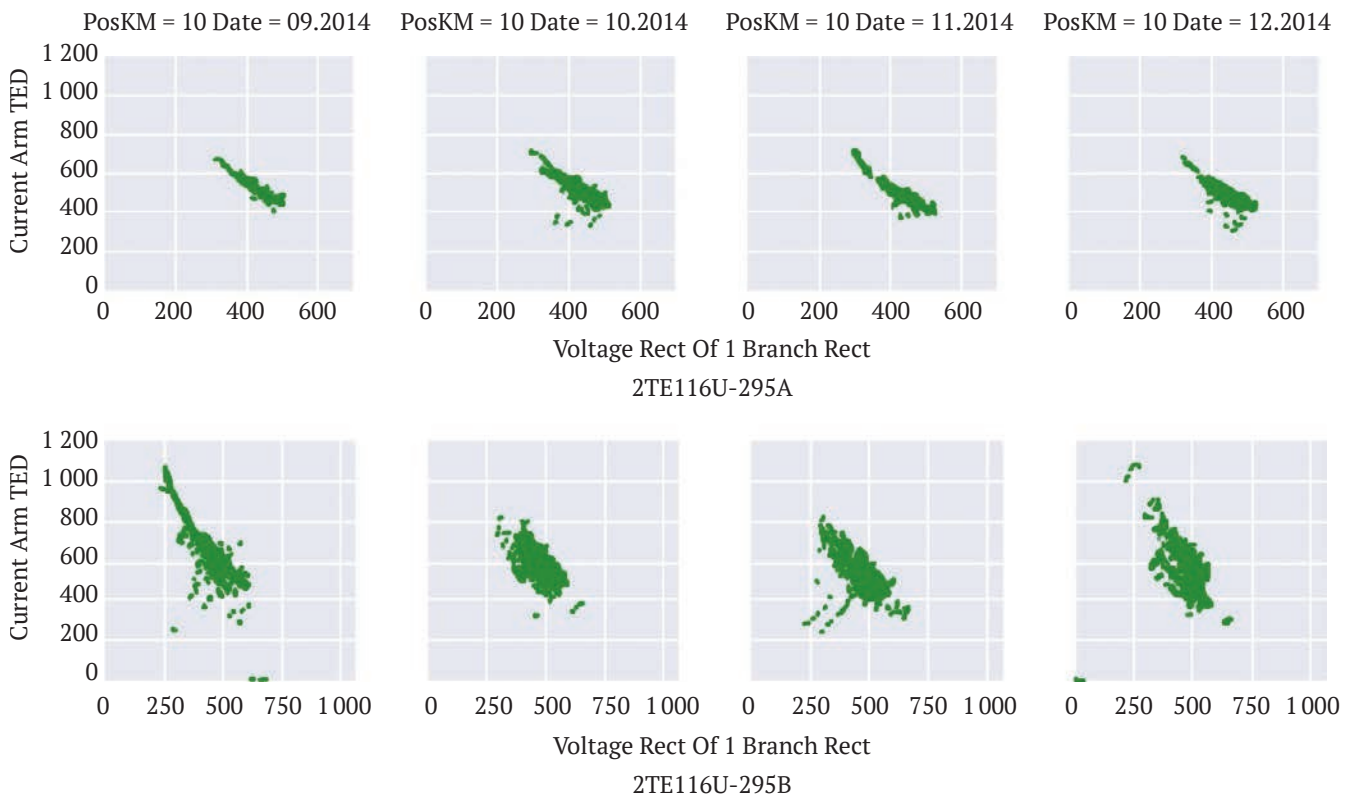 PosKM = 10 Date = 09.2014 PosKM = 10 Date = 10.2014 PosKM = 10 Date = 11.2014 PosKM = 10 Date = 12.2014
Current Arm TED
1 200
1 000
800
600
400
200
0
0 200 400 600 0 200 400 600 0 200 400 600 0 200 400 600
Voltage Rect Of 1 Branch Rect
2TE116U-295A
Current Arm TED
1 200
1 000
800
600
400
200
0
0 250 500 750 1 000 0 250 500 750 1 000 0 250 500 750 1 000 0 250 500 750 1 000
Voltage Rect Of 1 Branch Rect
2TE116U-295B